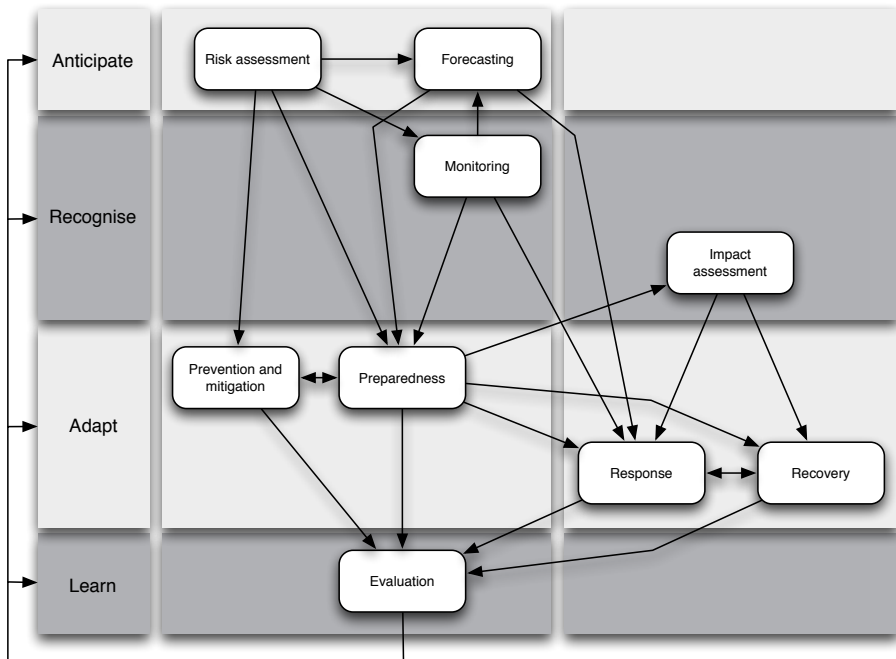 Anticipate
Risk assessment
Forecasting
Monitoring
Recognise
Impact
assessment
Prevention and
mitigation
Preparedness
Adapt
Response
Recovery
Evaluation
Learn